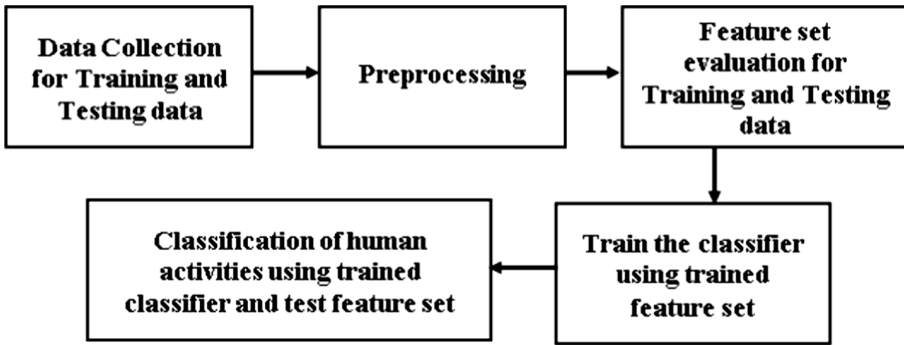 Data Collection
for Training and
Testing data
Preprocessing
Feature set
evaluation for
Training and Testing
data
Train the classifier
using trained
feature set
Classification of human
activities using trained
classifier and test feature set